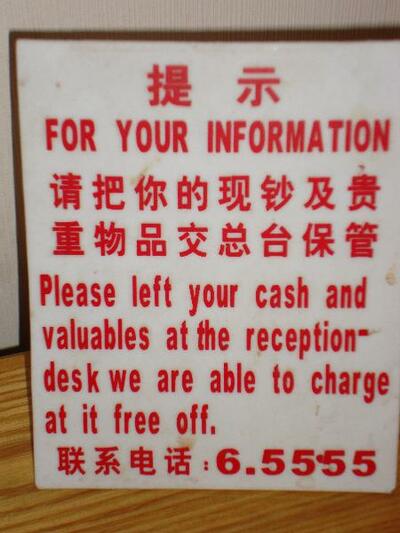 提 示
FOR YOUR INFORMATION
请把你的现钞及贵
重物品交总台保管
Please left your cash and
valuables at the reception-
desk we are able to charge
at it free off.
联系电话:6.5555